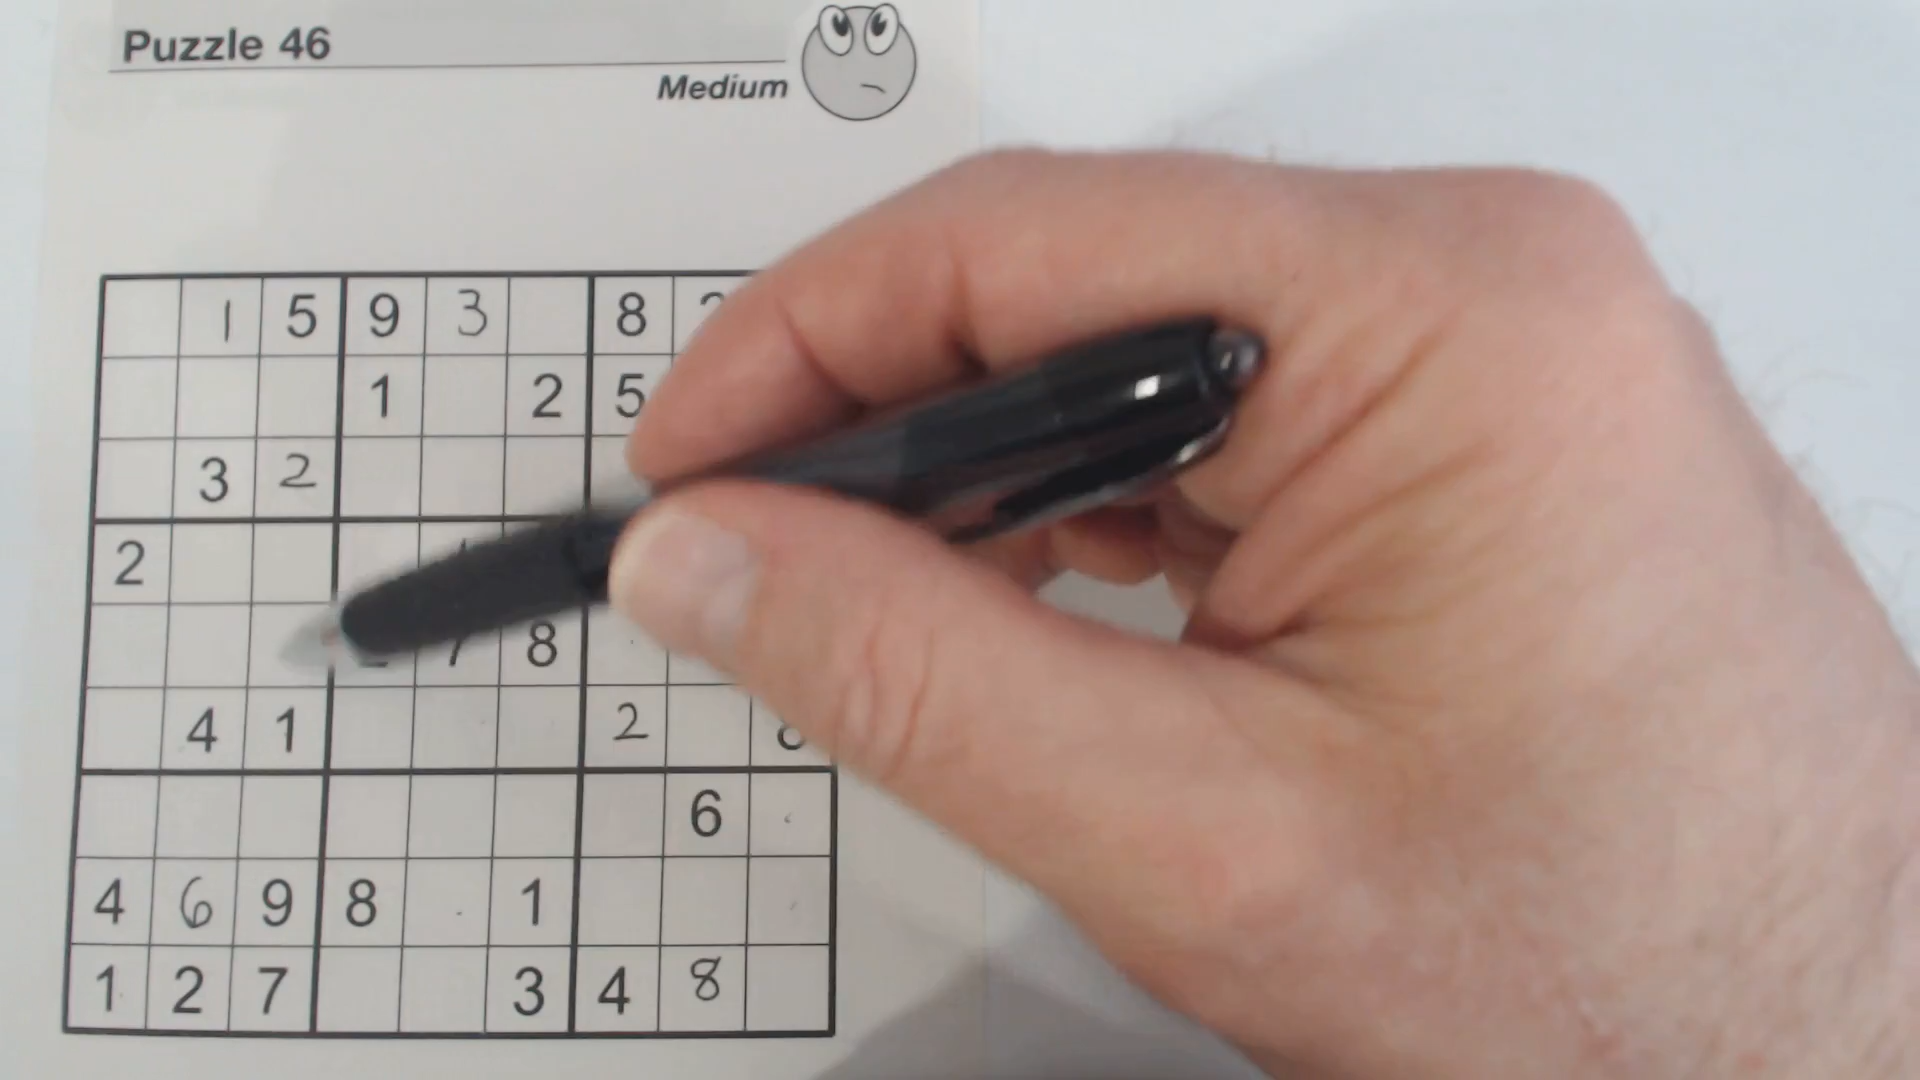 Puzzle 46
Medium
1 5 9 3 8
1 2 5
3 2
2
7 8
4 1 2
6
4 6 9 8 1
1 2 7 3 4 8